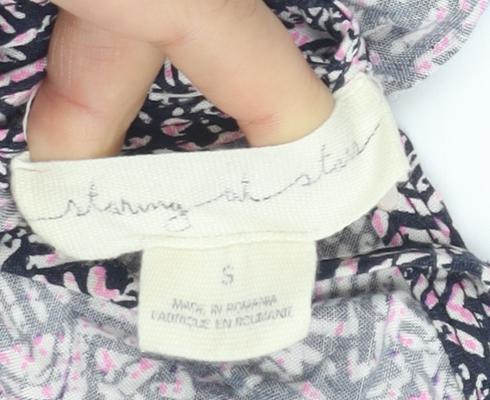 staring at stars
S
MADE IN ROMANIA
FABRIQUE EN ROUMANIE